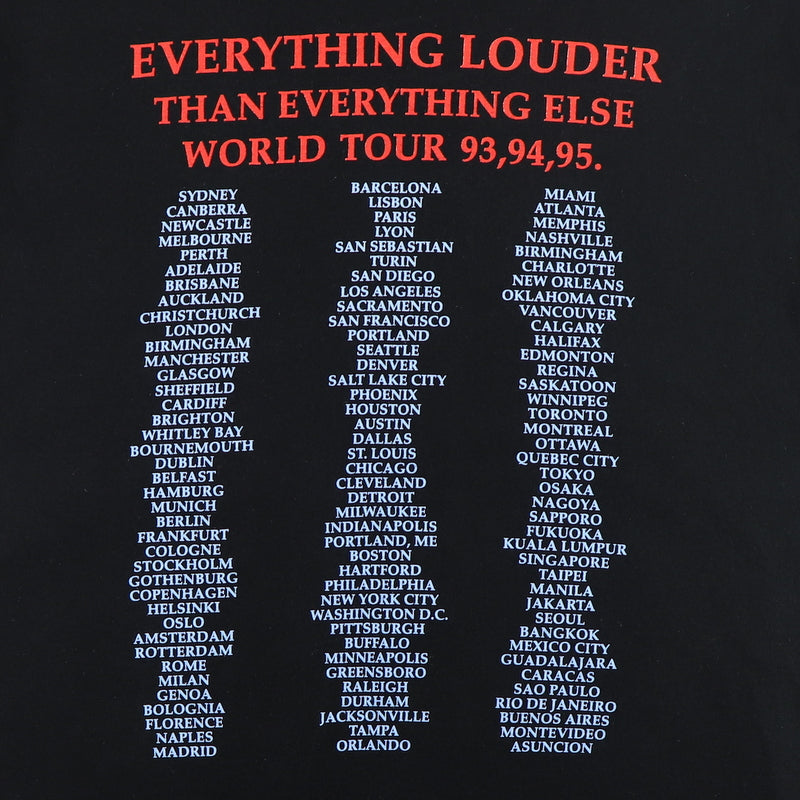 EVERYTHING LOUDER
THAN EVERYTHING ELSE
WORLD TOUR 93,94,95.
SYDNEY
CANBERRA
NEWCASTLE
MELBOURNE
PERTH
ADELAIDE
BRISBANE
AUCKLAND
CHRISTCHURCH
LONDON
BIRMINGHAM
MANCHESTER
GLASGOW
SHEFFIELD
CARDIFF
BRIGHTON
WHITLEY BAY
BOURNEMOUTH
DUBLIN
BELFAST
HAMBURG
MUNICH
BERLIN
FRANKFURT
COLOGNE
STOCKHOLM
GOTHENBURG
COPENHAGEN
HELSINKI
OSLO
AMSTERDAM
ROTTERDAM
ROME
MILAN
GENOA
BOLOGNIA
FLORENCE
NAPLES
MADRID
BARCELONA
LISBON
PARIS
LYON
SAN SEBASTIAN
TURIN
SAN DIEGO
LOS ANGELES
SACRAMENTO
SAN FRANCISCO
PORTLAND
SEATTLE
DENVER
SALT LAKE CITY
PHOENIX
HOUSTON
AUSTIN
DALLAS
ST. LOUIS
CHICAGO
CLEVELAND
DETROIT
MILWAUKEE
INDIANAPOLIS
PORTLAND, ME
BOSTON
HARTFORD
PHILADELPHIA
NEW YORK CITY
WASHINGTON D.C.
PITTSBURGH
BUFFALO
MINNEAPOLIS
GREENSBORO
RALEIGH
DURHAM
JACKSONVILLE
TAMPA
ORLANDO
MIAMI
ATLANTA
MEMPHIS
NASHVILLE
BIRMINGHAM
CHARLOTTE
NEW ORLEANS
OKLAHOMA CITY
VANCOUVER
CALGARY
HALIFAX
EDMONTON
REGINA
SASKATOON
WINNIPEG
TORONTO
MONTREAL
OTTAWA
QUEBEC CITY
TOKYO
OSAKA
NAGOYA
SAPPORO
FUKUOKA
KUALA LUMPUR
SINGAPORE
TAIPEI
MANILA
JAKARTA
SEOUL
BANGKOK
MEXICO CITY
GUADALAJARA
CARACAS
SAO PAULO
RIO DE JANEIRO
BUENOS AIRES
MONTEVIDEO
ASUNCION